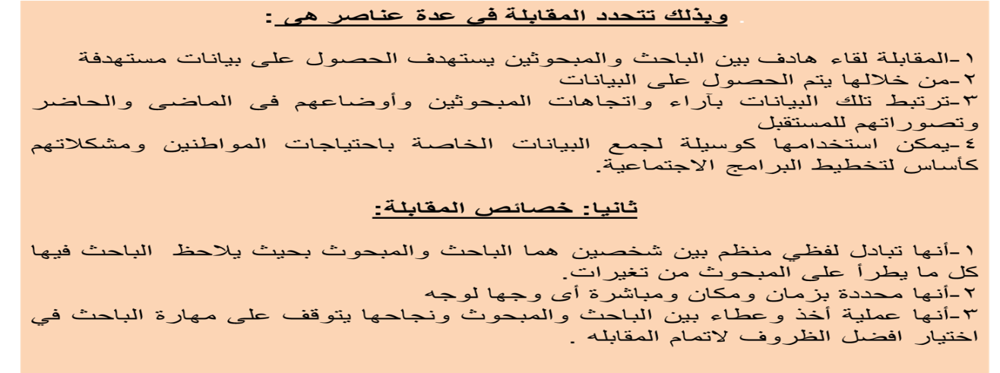 . وبذلك تتحدد المقابلة في عدة عناصر هى :
١-المقابلة لقاء هادف بين الباحث والمبحوثين يستهدف الحصول على بيانات مستهدفة
٢-من خلالها يتم الحصول على البيانات
٣-ترتبط تلك البيانات بآراء واتجاهات المبحوثين وأوضاعهم فى الماضى والحاضر
وتصوراتهم للمستقبل
٤-يمكن استخدامها كوسيلة لجمع البيانات الخاصة باحتياجات المواطنين ومشكلاتهم
كأساس لتخطيط البرامج الاجتماعية.
ثانيا: خصائص المقابلة:
١-أنها تبادل لفظي منظم بين شخصين هما الباحث والمبحوث بحيث يلاحظ الباحث فيها
كل ما يطرأ على المبحوث من تغيرات.
٢-أنها محددة بزمان ومكان ومباشرة أى وجها لوجه
٣-أنها عملية أخذ وعطاء بين الباحث والمبحوث ونجاحها يتوقف على مهارة الباحث في
اختيار افضل الظروف لاتمام المقابله .